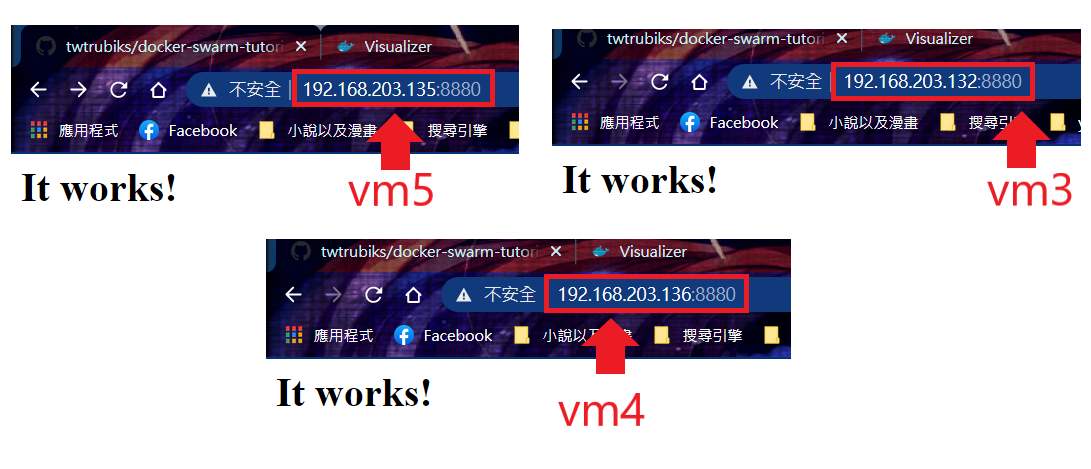 twtrubiks/docker-swarm-tutori Visualizer
不安全 192.168.203.135:8880
應用程式 Facebook 小說以及漫畫 搜尋引擎
It works!
vm5
twtrubiks/docker-swarm-tutori Visualizer
不安全 192.168.203.132:8880
應用程式 Facebook 小說以及漫畫 搜尋引 y
It works!
vm3
twtrubiks/docker-swarm-tutori Visualizer
不安全 192.168.203.136:8880
應用程式 Facebook 小說以及漫畫 搜尋引擎
It works!
vm4